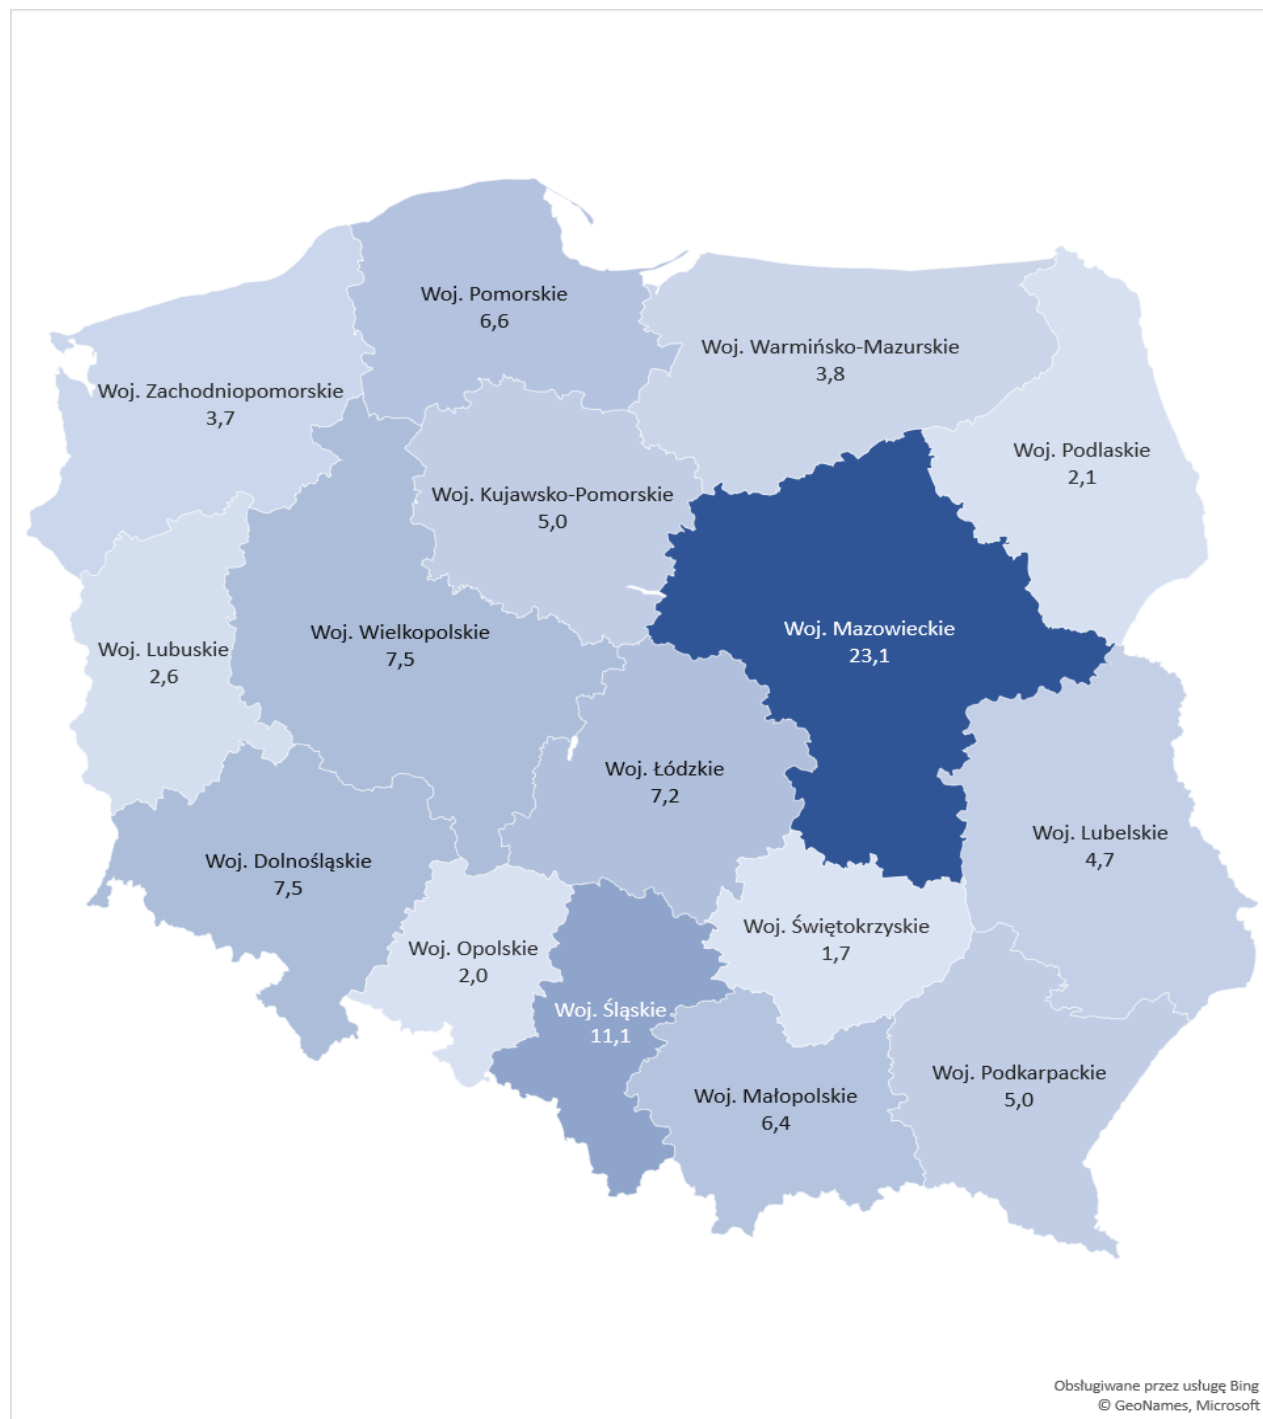 Woj. Pomorskie
6,6
Woj. Warmińsko-Mazurskie
3,8
Woj. Zachodniopomorskie
3,7
Woj. Podlaskie
2,1
Woj. Kujawsko-Pomorskie
5,0
Woj. Wielkopolskie
7,5
Woj. Mazowieckie
23,1
Woj. Lubuskie
2,6
Woj. Łódzkie
7,2
Woj. Lubelskie
4,7
Woj. Dolnośląskie
7,5
Woj. Świętokrzyskie
1,7
Woj. Opolskie
2,0
Woj. Śląskie
11,1
Woj. Podkarpackie
5,0
Woj. Małopolskie
6,4
Obsługiwane przez usługę Bing
© GeoNames, Microsoft